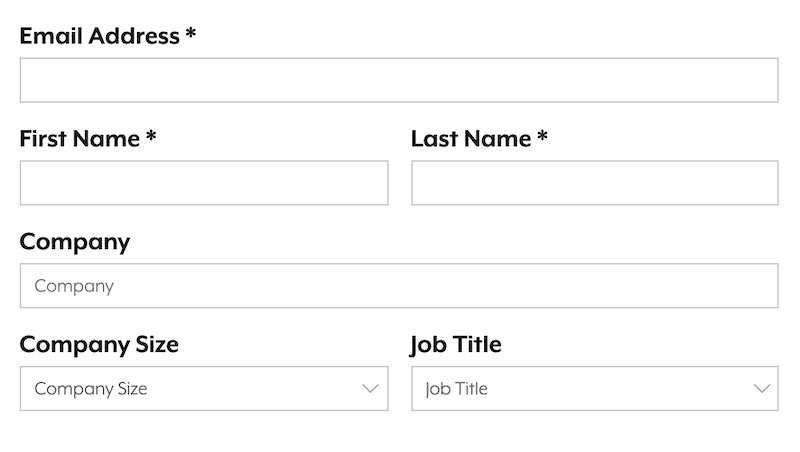 Email Address *
First Name * Last Name *
Company
Company
Company Size Job Title
Company Size Job Title